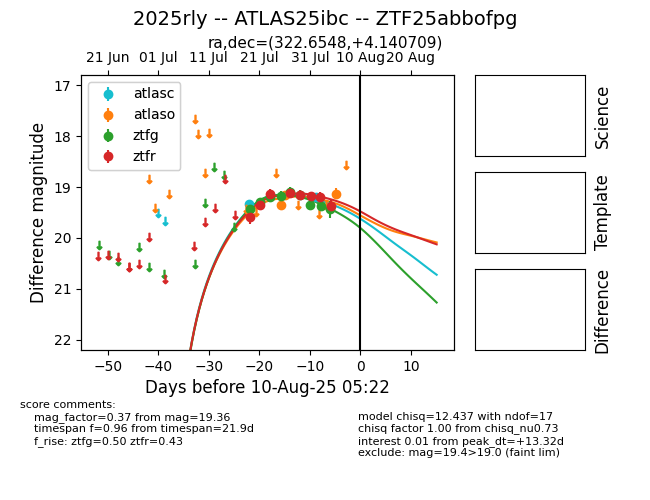 2025rly -- ATLAS25ibc -- ZTF25abbofpg
ra,dec=(322.6548,+4.140709)
21 Jun 01 Jul 11 Jul 21 Jul 31 Jul 10 Aug 20 Aug
17
18
19
20
21
22
Difference magnitude
atlasc
atlaso
ztfg
ztfr
−50 −40 −30 −20 −10 0 10
Days before 10-Aug-25 05:22
Science
Template
Difference
score comments:
mag_factor=0.37 from mag=19.36
timespan f=0.96 from timespan=21.9d
f_rise: ztfg=0.50 ztfr=0.43
model chisq=12.437 with ndof=17
chisq factor 1.00 from chisq_nu0.73
interest 0.01 from peak_dt=+13.32d
exclude: mag=19.4>19.0 (faint lim)